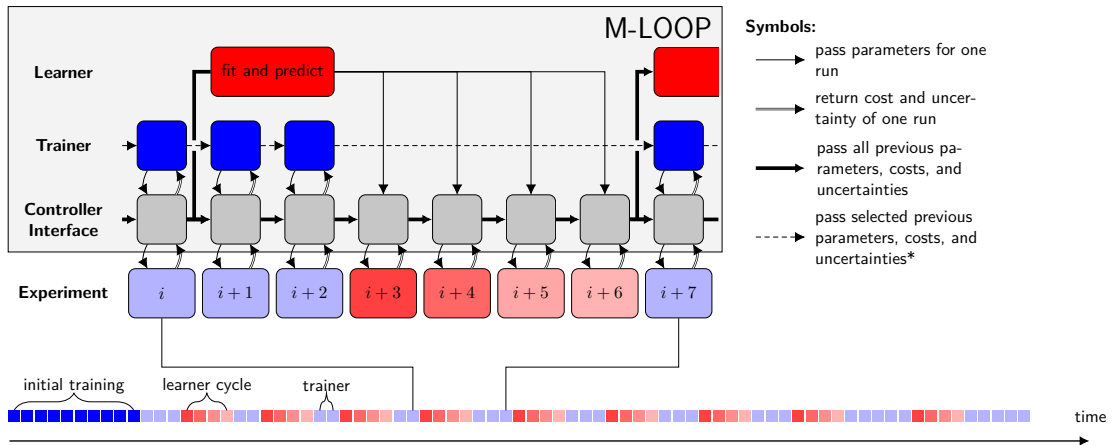 M-LOOP
Symbols:
Learner
fit and predict
pass parameters for one
run
return cost and uncer-
tainty of one run
Trainer
pass all previous pa-
rameters, costs, and
uncertainties
Controller
Interface
pass selected previous
parameters, costs, and
uncertainties*
Experiment
i
i + 1
i + 2
i + 3
i + 4
i + 5
i + 6
i + 7
initial training
learner cycle
trainer
time